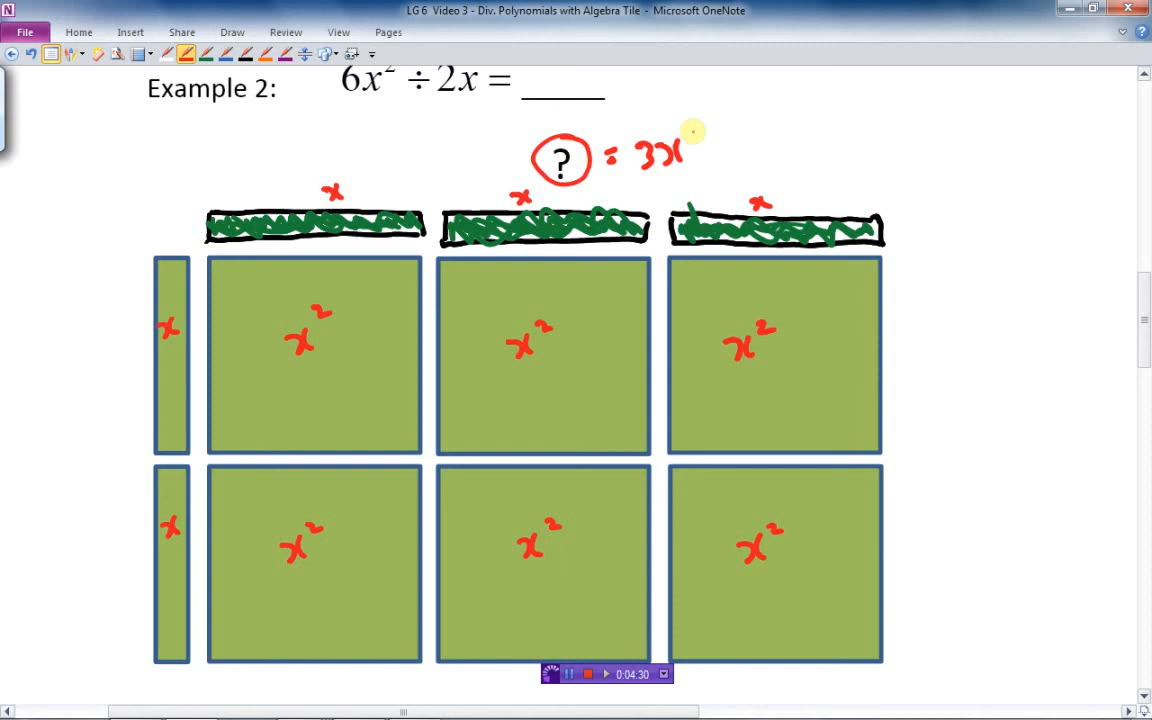 LG 6 Video 3 - Div. Polynomials with Algebra Tile - Microsoft OneNote
File Home Insert Share Draw Review View Pages
Example 2: 6x² ÷ 2x = _____
? = 3x
x x x
x x² x² x²
x x² x² x²
0:04:30